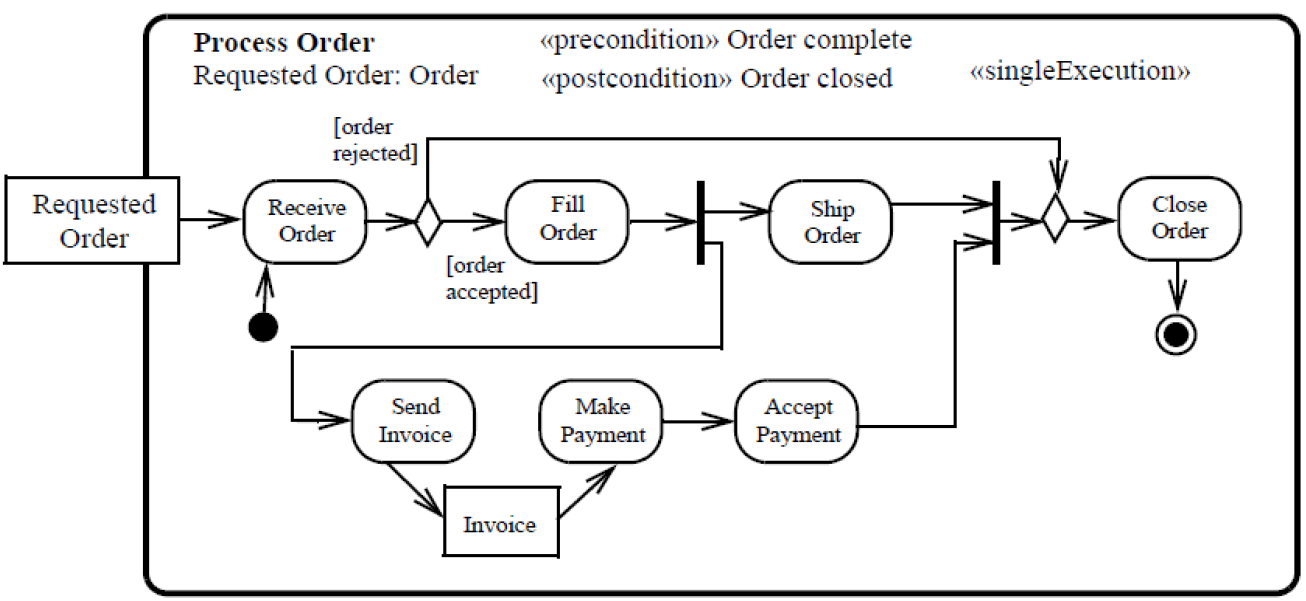 Process Order
Requested Order: Order
«precondition» Order complete
«postcondition» Order closed
«singleExecution»
[order
rejected]
Requested
Order
Receive
Order
Fill
Order
Ship
Order
Close
Order
[order
accepted]
Send
Invoice
Make
Payment
Accept
Payment
Invoice